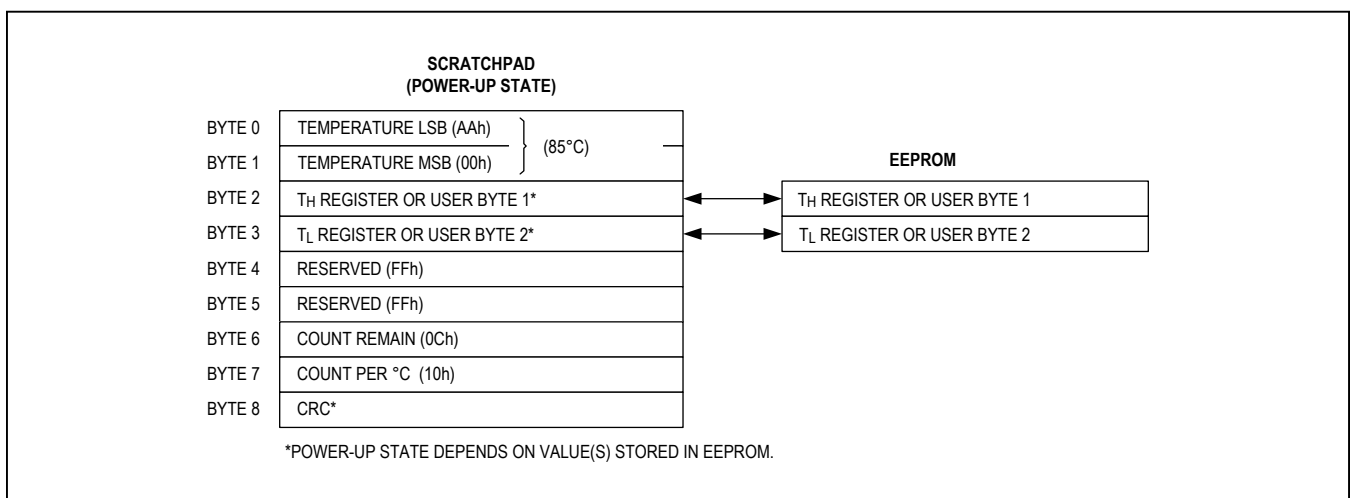 SCRATCHPAD
(POWER-UP STATE)
BYTE 0 TEMPERATURE LSB (AAh)
(85°C)
BYTE 1 TEMPERATURE MSB (00h)
EEPROM
BYTE 2 TH REGISTER OR USER BYTE 1* TH REGISTER OR USER BYTE 1
BYTE 3 TL REGISTER OR USER BYTE 2* TL REGISTER OR USER BYTE 2
BYTE 4 RESERVED (FFh)
BYTE 5 RESERVED (FFh)
BYTE 6 COUNT REMAIN (0Ch)
BYTE 7 COUNT PER °C (10h)
BYTE 8 CRC*
*POWER-UP STATE DEPENDS ON VALUE(S) STORED IN EEPROM.